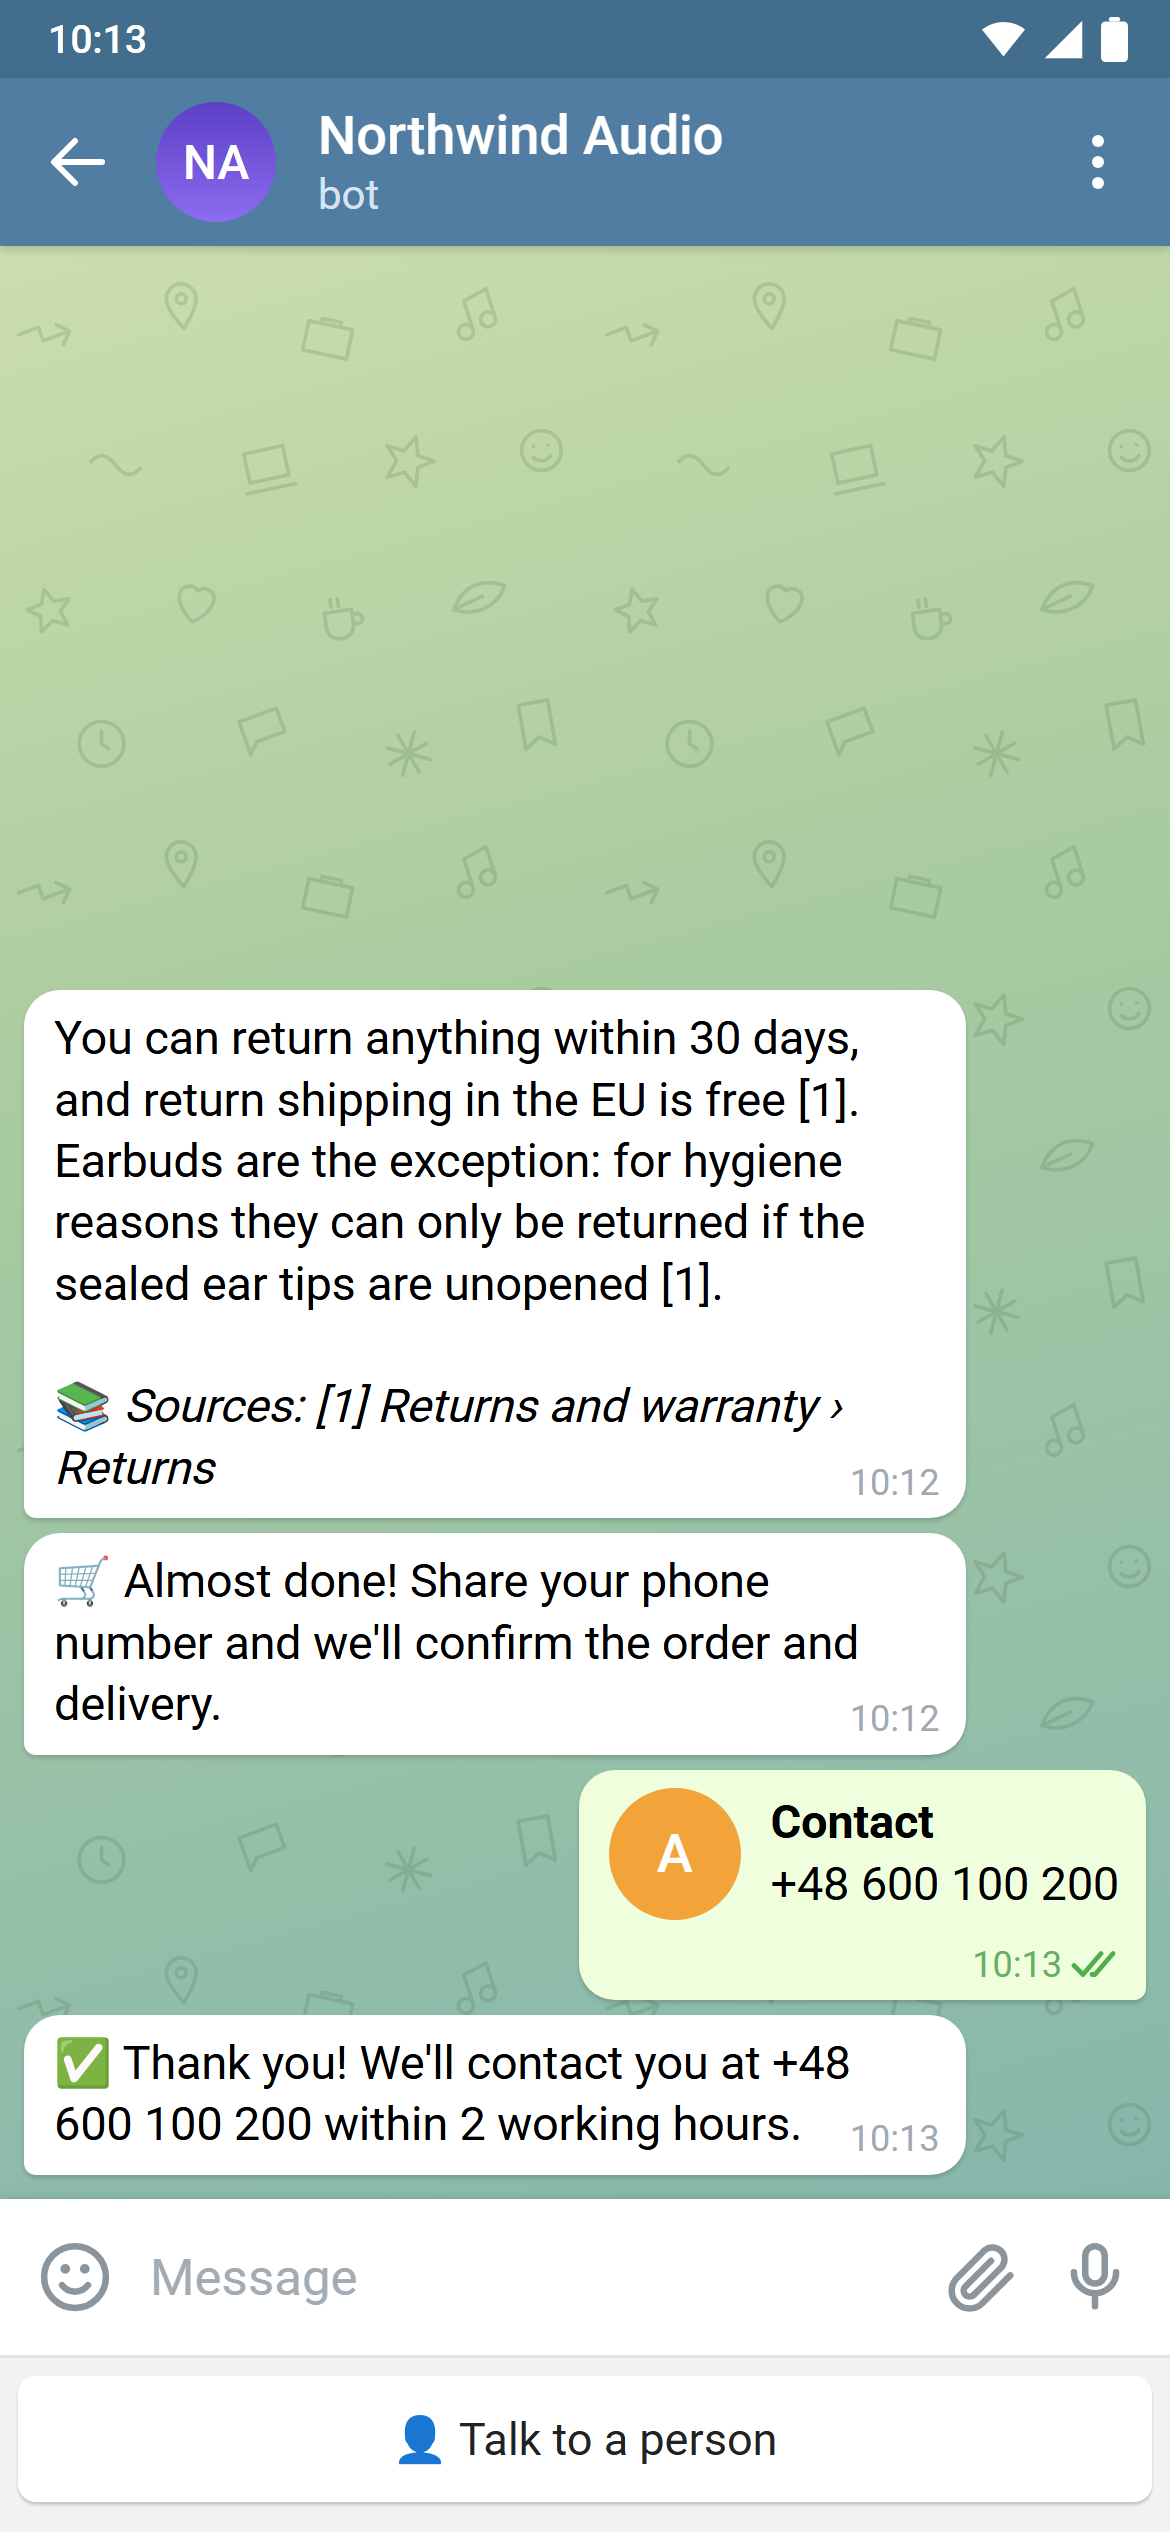 10:13
NA
Northwind Audio
bot
You can return anything within 30 days,
and return shipping in the EU is free [1].
Earbuds are the exception: for hygiene
reasons they can only be returned if the
sealed ear tips are unopened [1].
📚 Sources: [1] Returns and warranty ›
Returns
10:12
🛒 Almost done! Share your phone
number and we'll confirm the order and
delivery.
10:12
A
Contact
+48 600 100 200
10:13
✅ Thank you! We'll contact you at +48
600 100 200 within 2 working hours.
10:13
Message
👤 Talk to a person